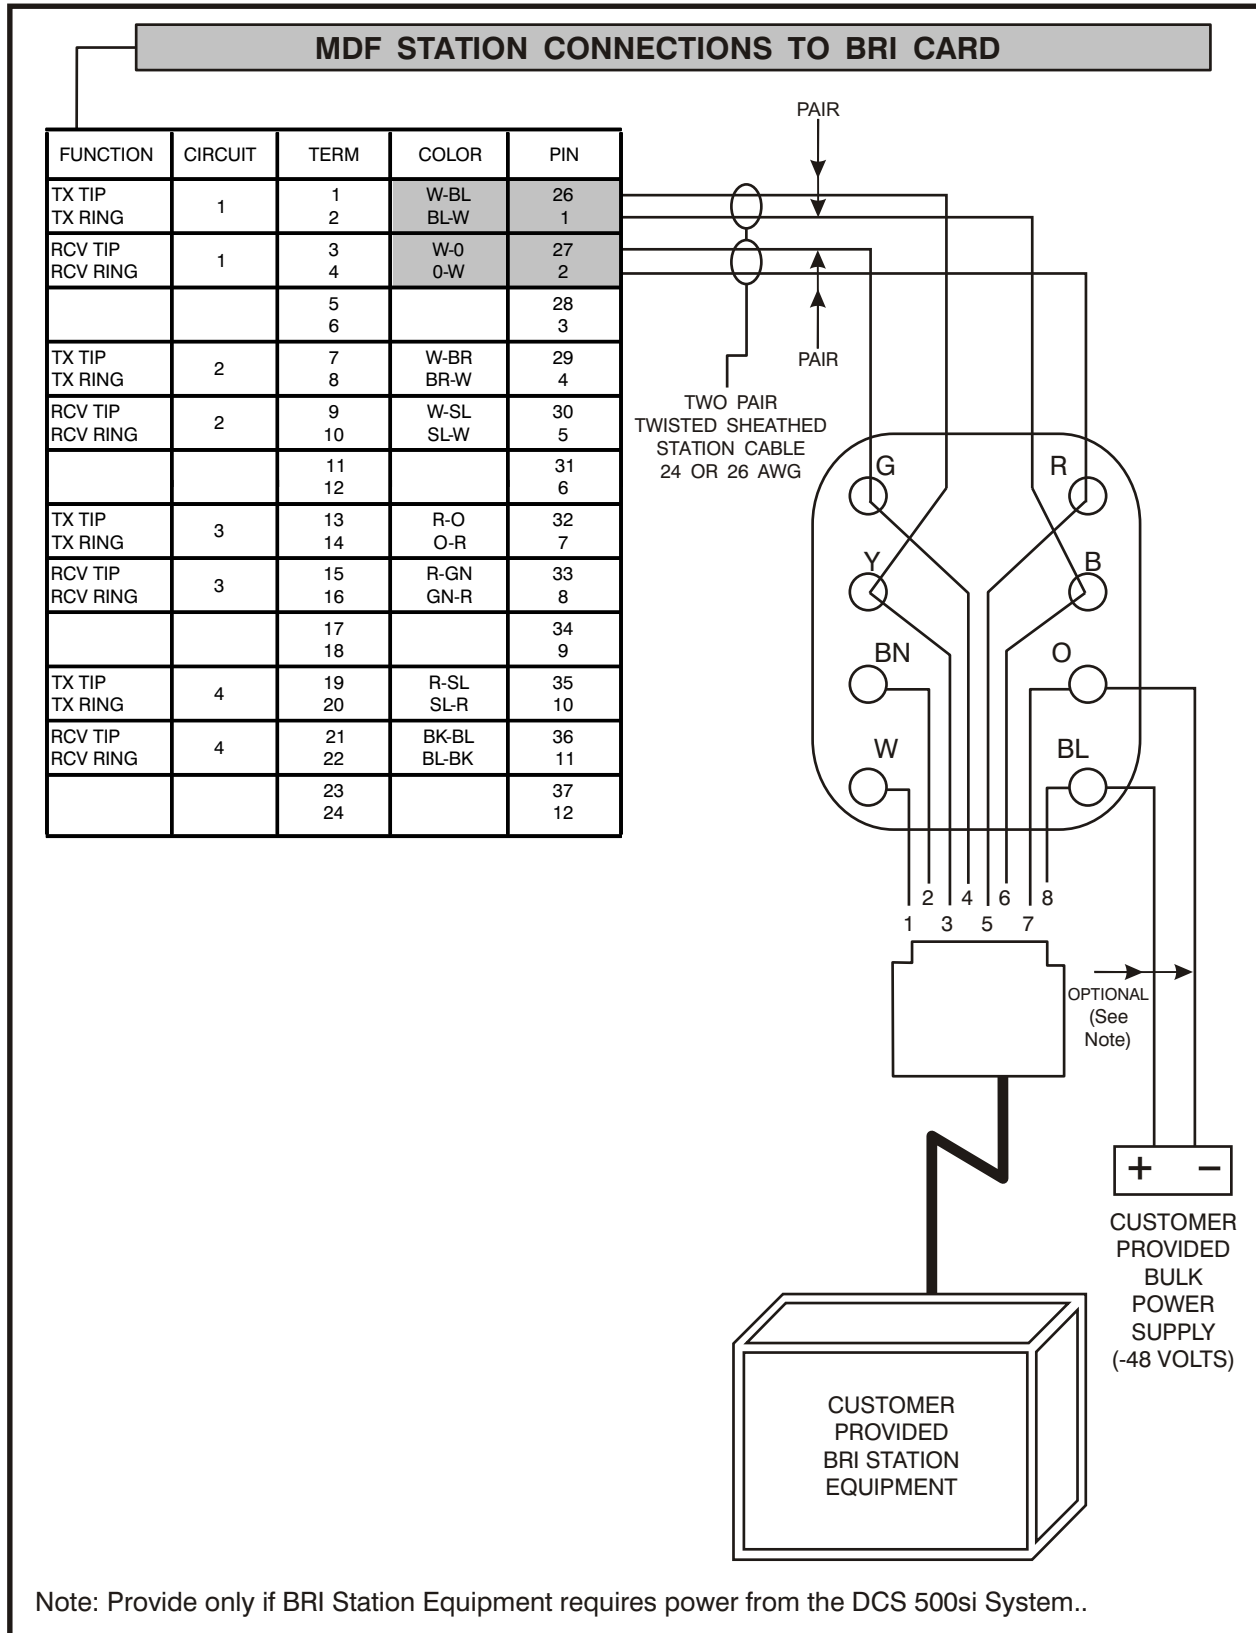 MDF STATION CONNECTIONS TO BRI CARD
FUNCTION CIRCUIT TERM COLOR PIN
TX TIP 1 1 W-BL 26
TX RING 2 BL-W 1
RCV TIP 1 3 W-0 27
RCV RING 4 0-W 2
5 28
6 3
TX TIP 2 7 W-BR 29
TX RING 8 BR-W 4
RCV TIP 2 9 W-SL 30
RCV RING 10 SL-W 5
11 31
12 6
TX TIP 3 13 R-O 32
TX RING 14 O-R 7
RCV TIP 3 15 R-GN 33
RCV RING 16 GN-R 8
17 34
18 9
TX TIP 4 19 R-SL 35
TX RING 20 SL-R 10
RCV TIP 4 21 BK-BL 36
RCV RING 22 BL-BK 11
23 37
24 12
PAIR
PAIR
TWO PAIR
TWISTED SHEATHED
STATION CABLE
24 OR 26 AWG
G R
Y B
BN O
W BL
2 4 6 8
1 3 5 7
OPTIONAL
(See
Note)
+ −
CUSTOMER
PROVIDED
BULK
POWER
SUPPLY
(-48 VOLTS)
CUSTOMER
PROVIDED
BRI STATION
EQUIPMENT
Note: Provide only if BRI Station Equipment requires power from the DCS 500si System..